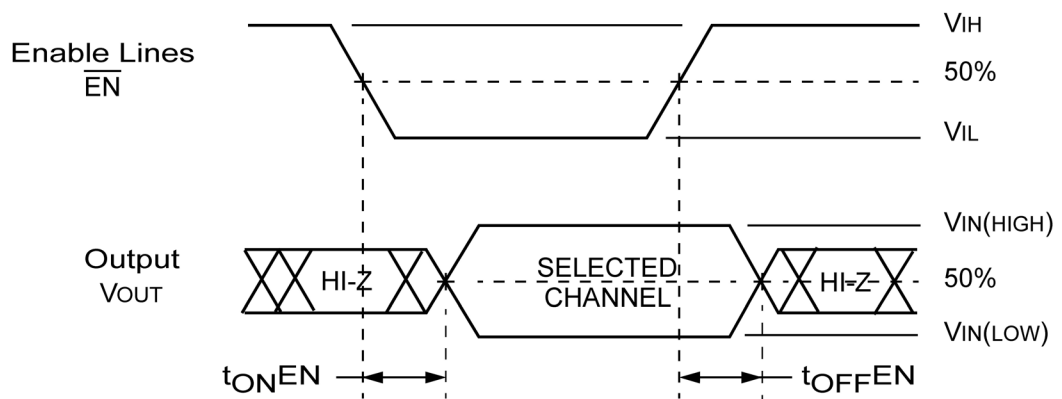 Enable Lines
EN
VIH
50%
VIL
Output
VOUT
HI-Z
SELECTED
CHANNEL
HI-Z
VIN(HIGH)
50%
VIN(LOW)
tONEN
tOFFEN